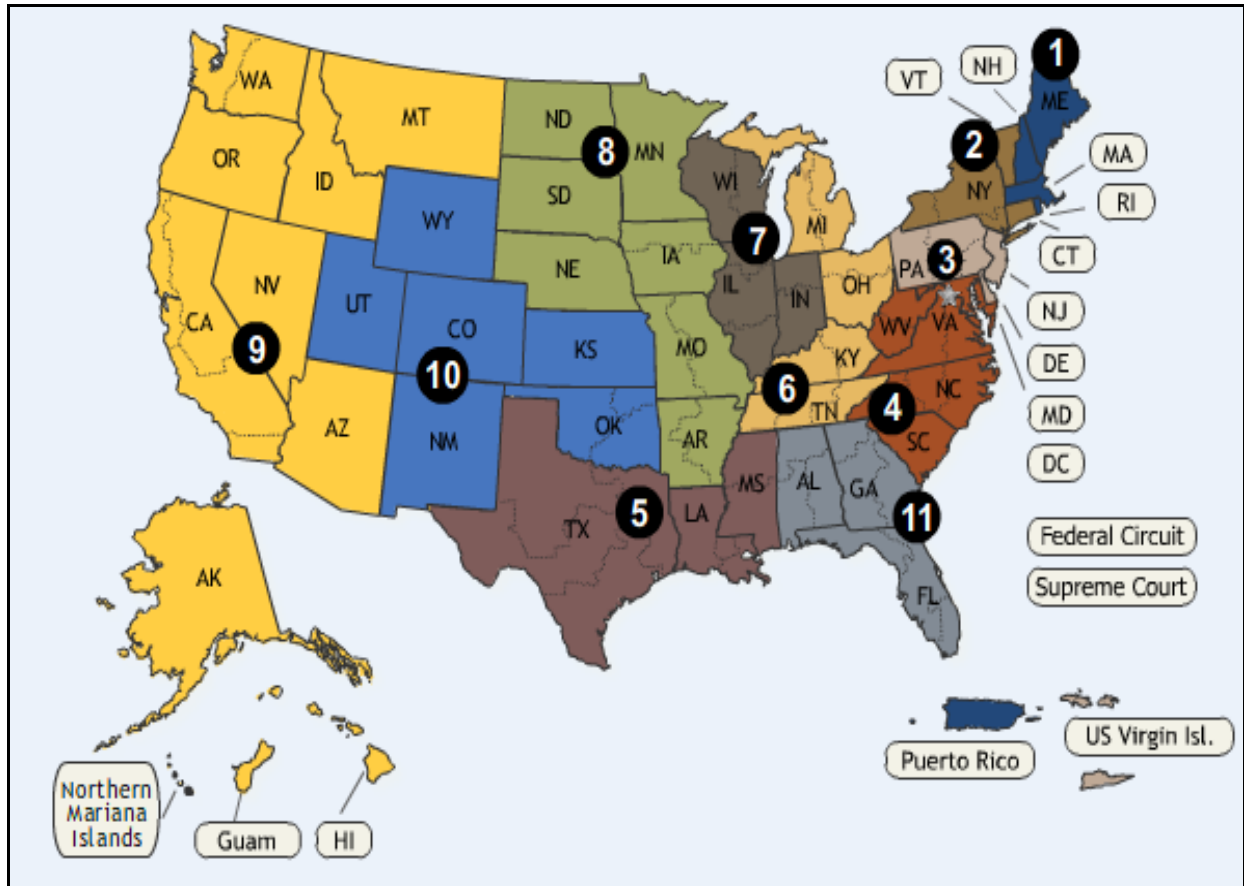 1
VT
NH
ME
WA
MT
ND
MN
8
2
MA
OR
ID
WI
NY
RI
SD
WY
7
MI
CT
IA
PA
3
NE
NV
UT
IL
IN
OH
NJ
CA
CO
WV
VA
9
KS
MO
KY
DE
10
6
NC
MD
AZ
NM
OK
TN
4
AR
SC
DC
MS
AL
GA
5
11
TX
LA
Federal Circuit
AK
FL
Supreme Court
US Virgin Isl.
Puerto Rico
Northern
Mariana
Islands
Guam
HI